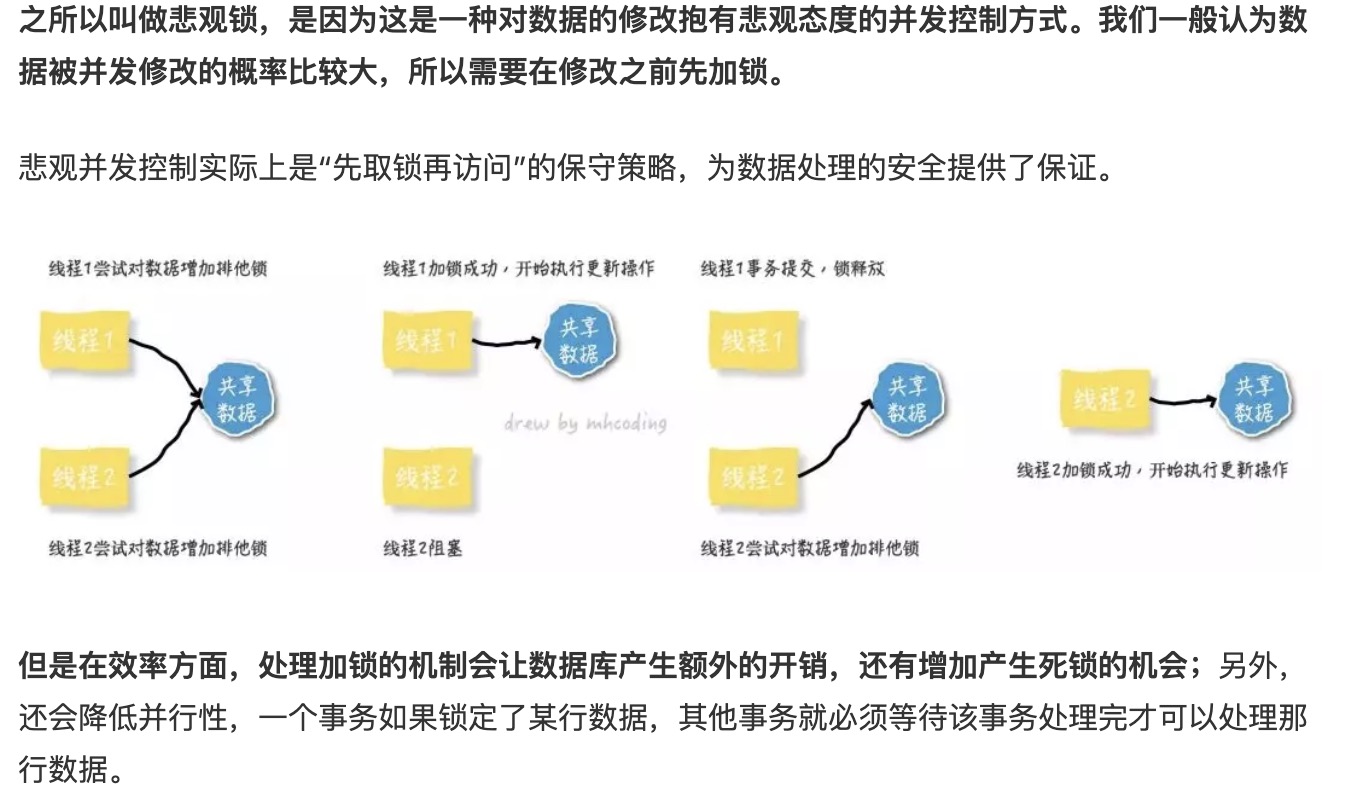 之所以叫做悲观锁，是因为这是一种对数据的修改抱有悲观态度的并发控制方式。我们一般认为数
据被并发修改的概率比较大，所以需要在修改之前先加锁。
悲观并发控制实际上是“先取锁再访问”的保守策略，为数据处理的安全提供了保证。
线程1尝试对数据增加排他锁
线程1
共享
数据
线程2
线程2尝试对数据增加排他锁
线程1加锁成功，开始执行更新操作
线程1
共享
数据
drew by mhcoding
线程2
线程2阻塞
线程1事务提交，锁释放
线程1
共享
数据
线程2
线程2尝试对数据增加排他锁
线程2
共享
数据
线程2加锁成功，开始执行更新操作
但是在效率方面，处理加锁的机制会让数据库产生额外的开销，还有增加产生死锁的机会；另外，
还会降低并行性，一个事务如果锁定了某行数据，其他事务就必须等待该事务处理完才可以处理那
行数据。